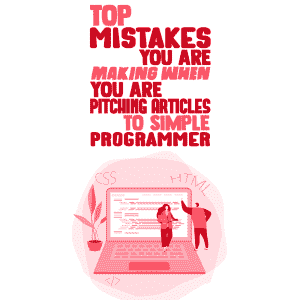 TOP
MISTAKES
YOU ARE
MAKING WHEN
YOU ARE
PITCHING ARTICLES
TO SIMPLE
PROGRAMMER
CSS
HTML
</>